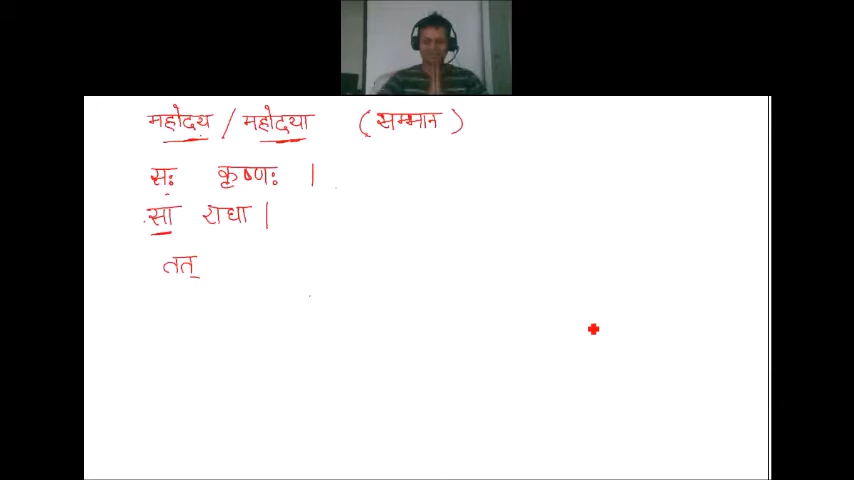 महोदय / महोदया (सम्मान)
सः कृष्णः |
सा राधा |
तत्